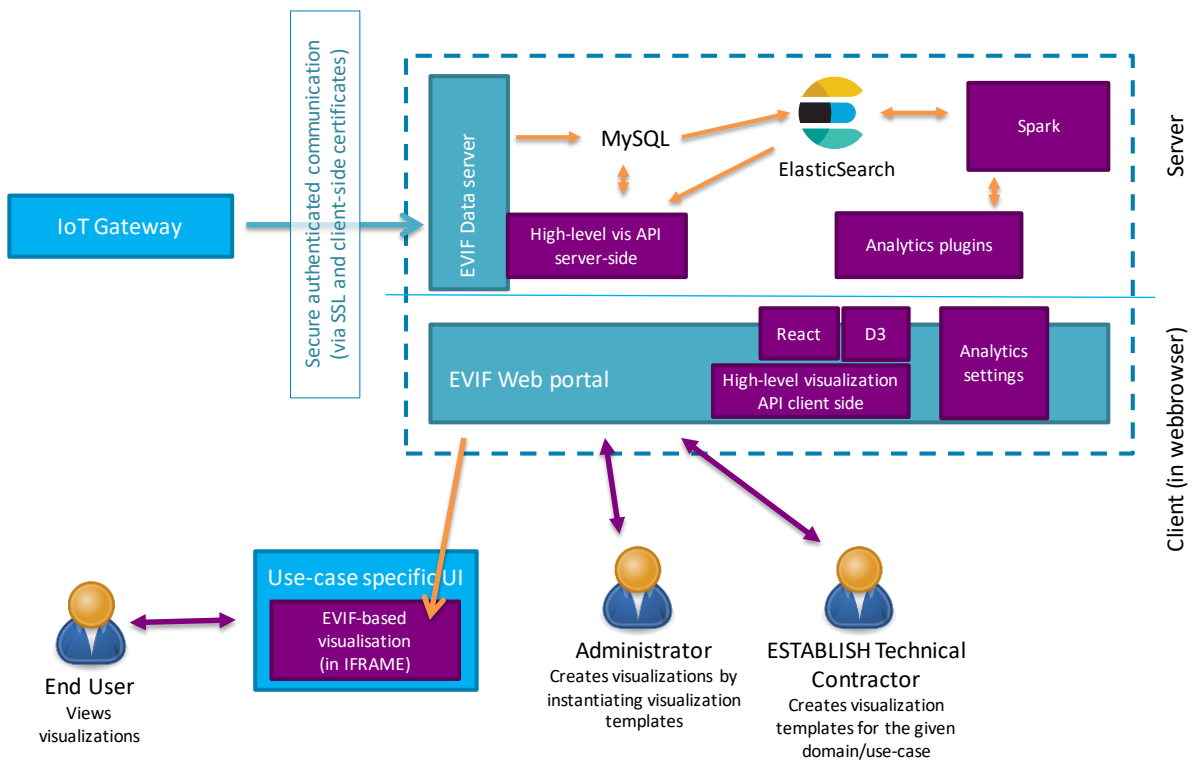 Secure authenticated communication
(via SSL and client-side certificates)
IoT Gateway
EVIF Data server
MySQL
ElasticSearch
Spark
High-level vis API
server-side
Analytics plugins
Server
EVIF Web portal
React
D3
High-level visualization
API client side
Analytics
settings
Client (in webbrowser)
Use-case specific UI
EVIF-based
visualisation
(in IFRAME)
End User
Views
visualizations
Administrator
Creates visualizations by
instantiating visualization
templates
ESTABLISH Technical
Contractor
Creates visualization
templates for the given
domain/use-case